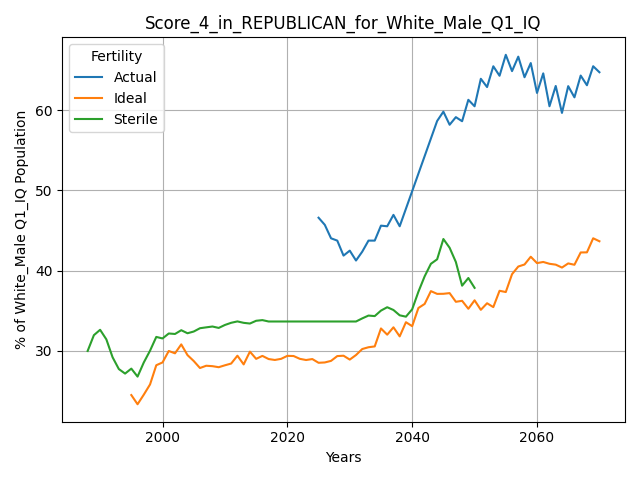 Score_4_in_REPUBLICAN_for_White_Male_Q1_IQ
Fertility
Actual
Ideal
Sterile
% of White_Male Q1_IQ Population
60
50
40
30
2000
2020
2040
2060
Years